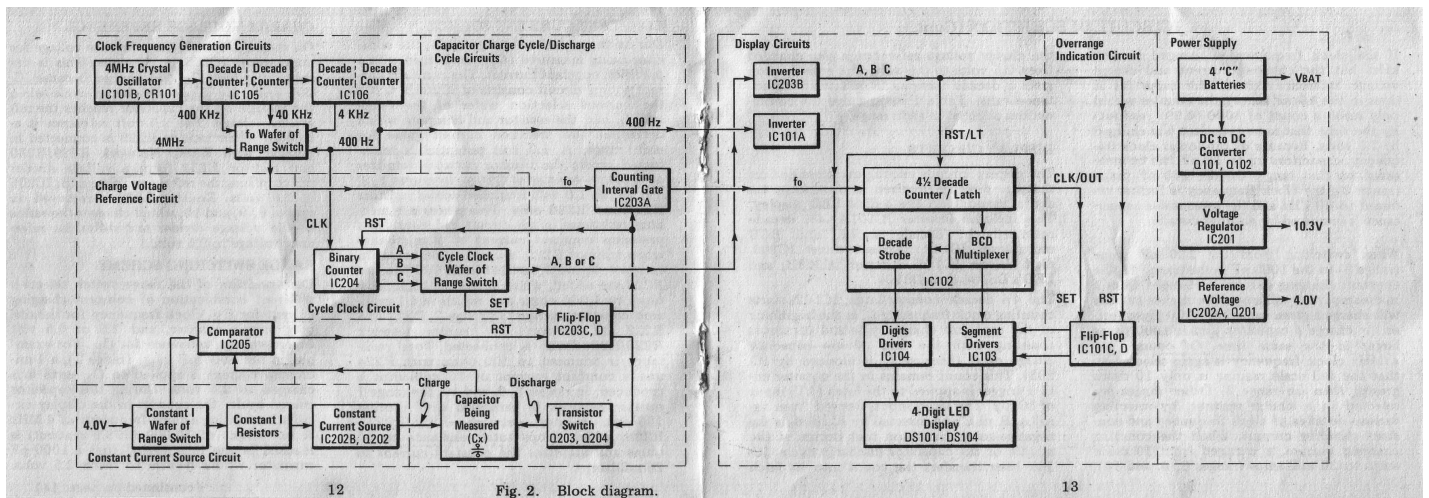 Clock Frequency Generation Circuits
4MHz Crystal
Oscillator
IC101B, CR101
Decade Decade
Counter Counter
IC105
Decade Decade
Counter Counter
IC106
400 KHz
40 KHz
4 KHz
4MHz
fo Wafer of
Range Switch
400 Hz
Capacitor Charge Cycle/Discharge
Cycle Circuits
400 Hz
Charge Voltage
Reference Circuit
fo
Counting
Interval Gate
IC203A
CLK
RST
Binary
Counter
IC204
A
B
C
Cycle Clock
Wafer of
Range Switch
A, B or C
Cycle Clock Circuit
SET
RST
Flip-Flop
IC203C, D
Comparator
IC205
4.0V
Constant I
Wafer of
Range Switch
Constant I
Resistors
Constant
Current Source
IC202B, Q202
Charge
Capacitor
Being
Measured
(Cx)
Discharge
Transistor
Switch
Q203, Q204
Constant Current Source Circuit
12
Fig. 2. Block diagram.
Display Circuits
Inverter
IC203B
A, B C
Inverter
IC101A
RST/LT
fo
4½ Decade
Counter / Latch
CLK/OUT
Decade
Strobe
BCD
Multiplexer
IC102
Digits
Drivers
IC104
Segment
Drivers
IC103
4-Digit LED
Display
DS101 - DS104
Overrange
Indication Circuit
SET
RST
Flip-Flop
IC101C, D
Power Supply
4 "C"
Batteries
VBAT
DC to DC
Converter
Q101, Q102
Voltage
Regulator
IC201
10.3V
Reference
Voltage
IC202A, Q201
4.0V
13